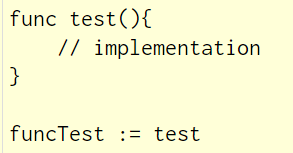 func test(){
    // implementation
}

funcTest := test